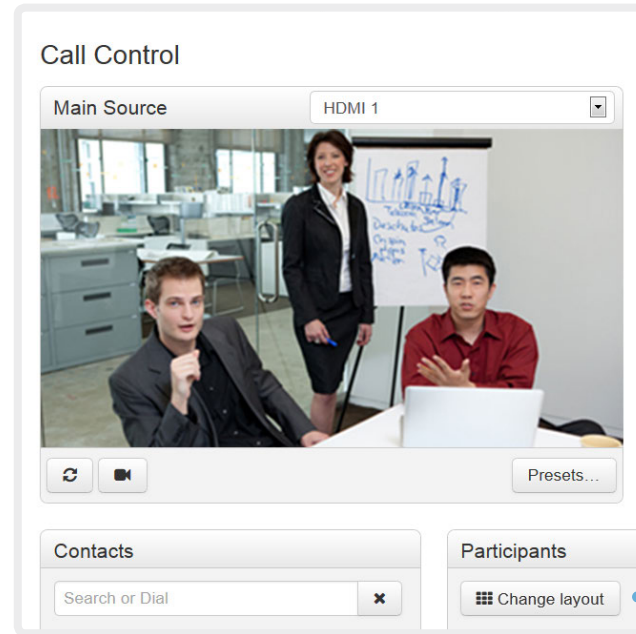 Call Control
Main Source
HDMI 1
Presets...
Contacts
Participants
Search or Dial
Change layout